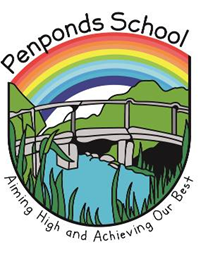 Penponds School
Aiming High and Achieving Our Best